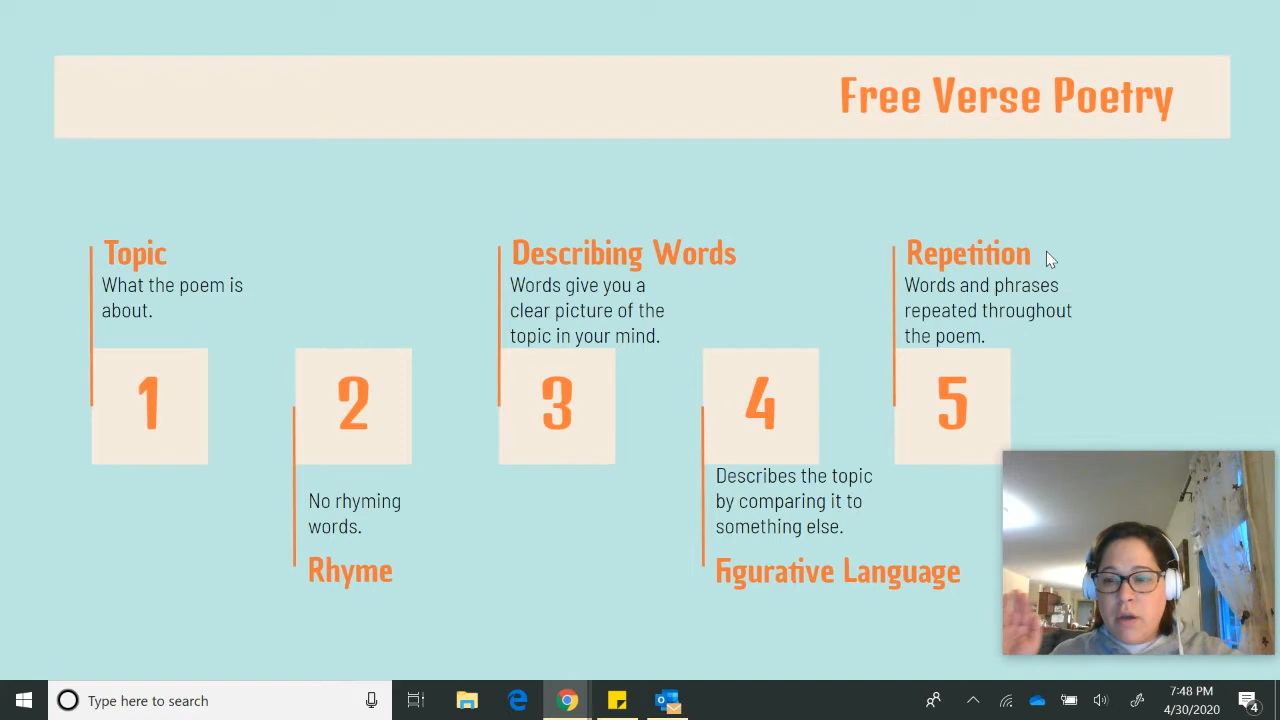 Free Verse Poetry
Topic
What the poem is
about.
1
2
No rhyming
words.
Rhyme
Describing Words
Words give you a
clear picture of the
topic in your mind.
3
4
Describes the topic
by comparing it to
something else.
Figurative Language
Repetition
Words and phrases
repeated throughout
the poem.
5
Type here to search
7:48 PM
4/30/2020
4